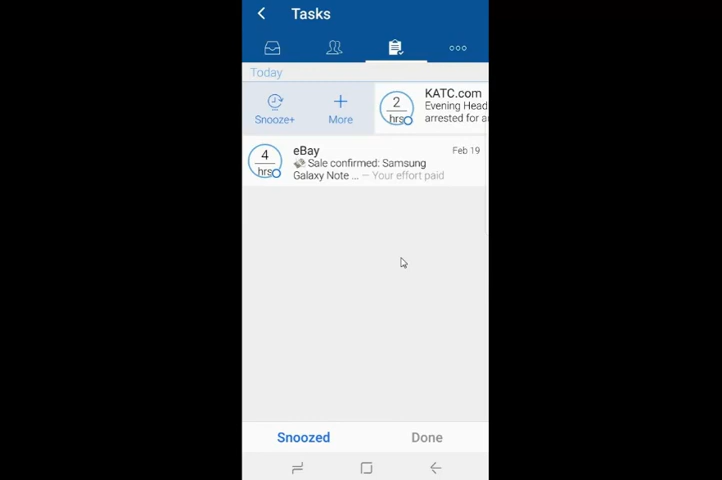 Tasks
Today
Snooze+
More
2
hrs
KATC.com
Evening Head
arrested for a
4
hrs
eBay
Feb 19
Sale confirmed: Samsung
Galaxy Note ... – Your effort paid
Snoozed
Done